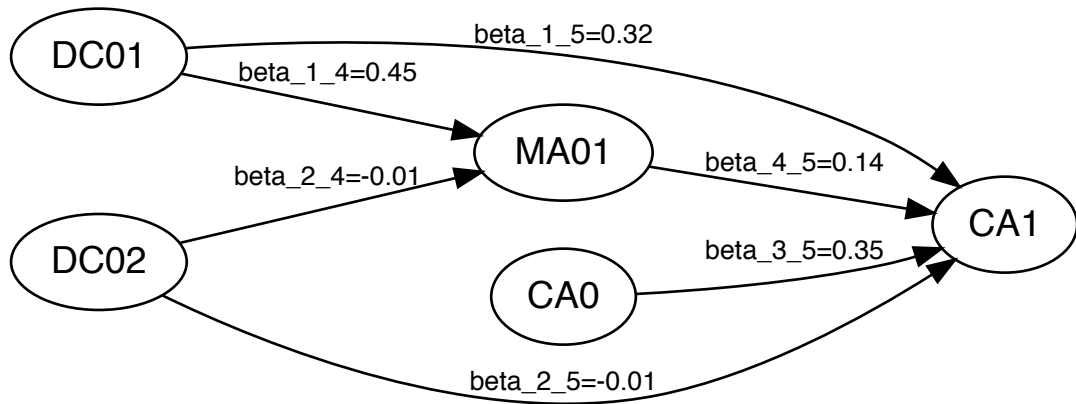 DC01
beta_1_5=0.32
beta_1_4=0.45
MA01
beta_2_4=-0.01
beta_4_5=0.14
CA1
DC02
beta_3_5=0.35
CA0
beta_2_5=-0.01